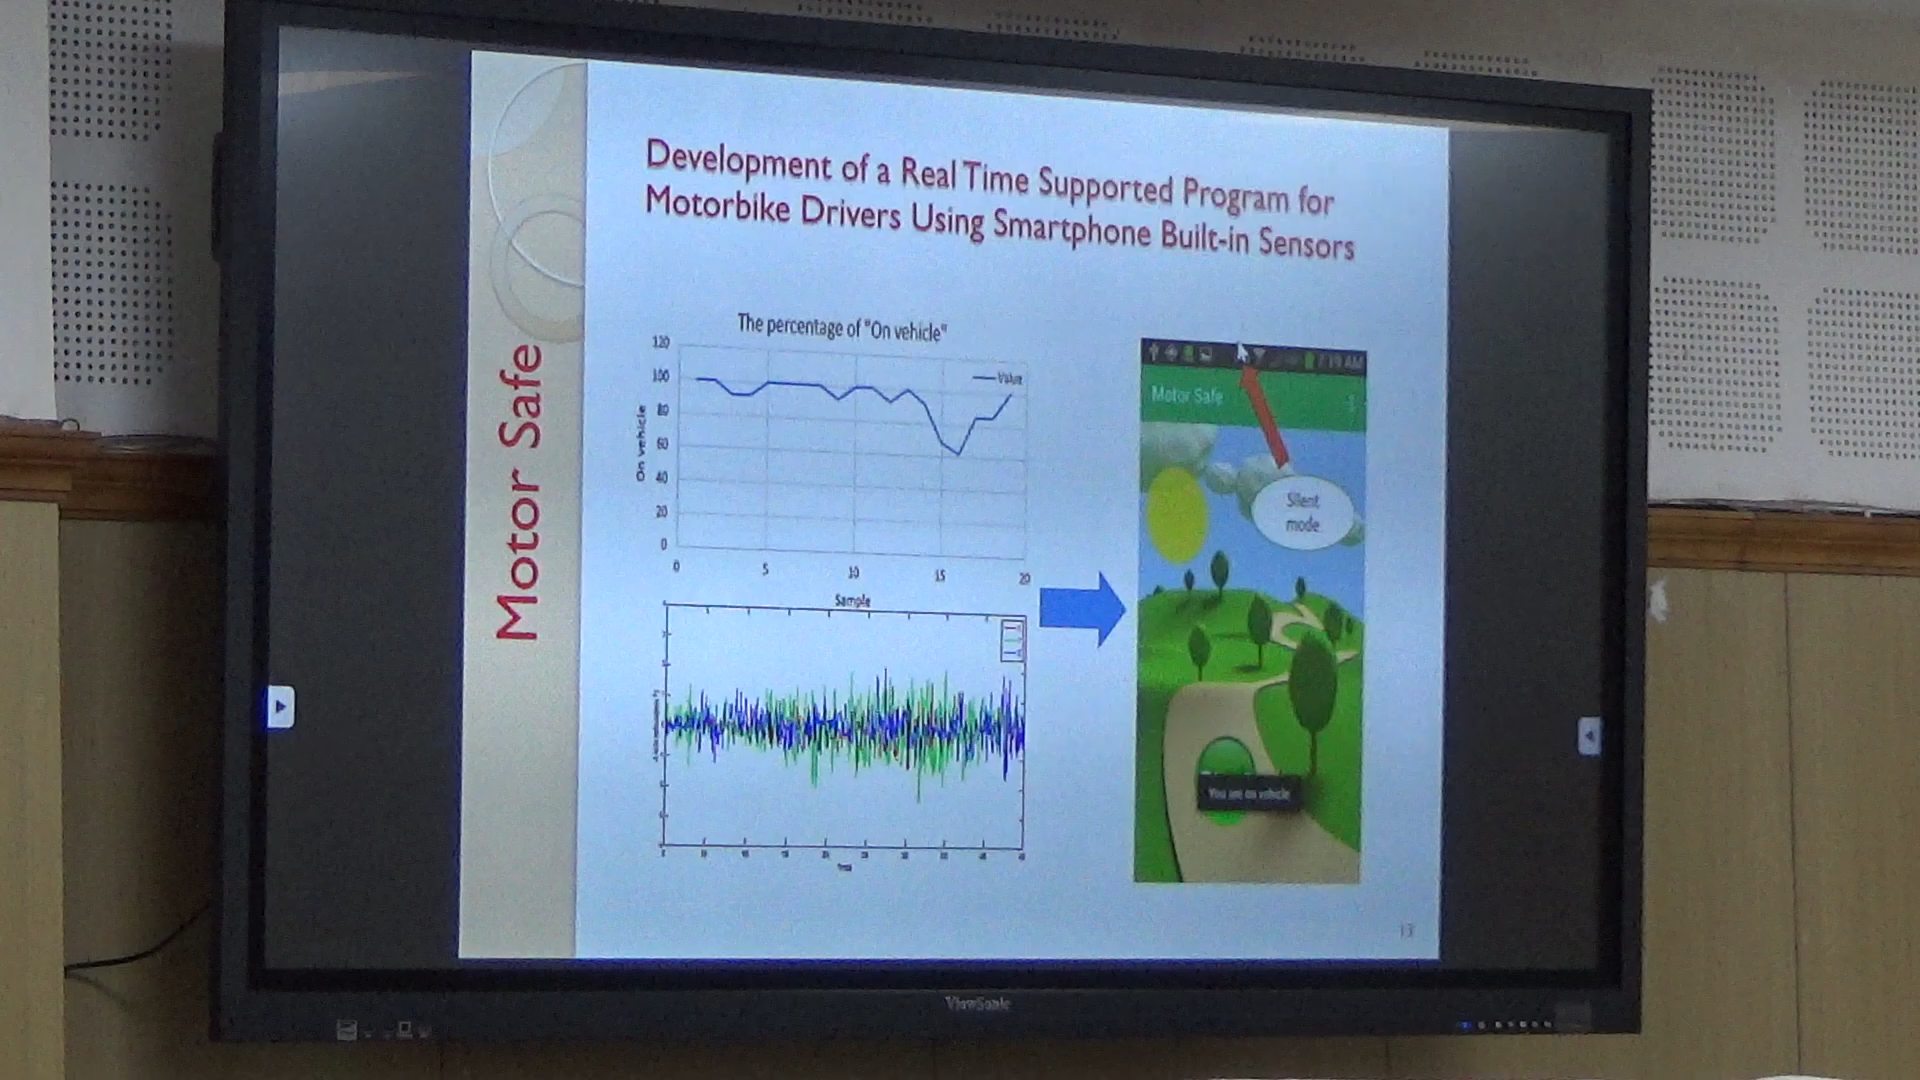 Development of a Real Time Supported Program for
Motorbike Drivers Using Smartphone Built-in Sensors
Motor Safe
The percentage of "On vehicle"
120
100
80
60
40
20
0
On vehicle
Value
0 5 10 15 20
Sample
Motor Safe
Silent
mode
You are on vehicle
13
ViewSonic